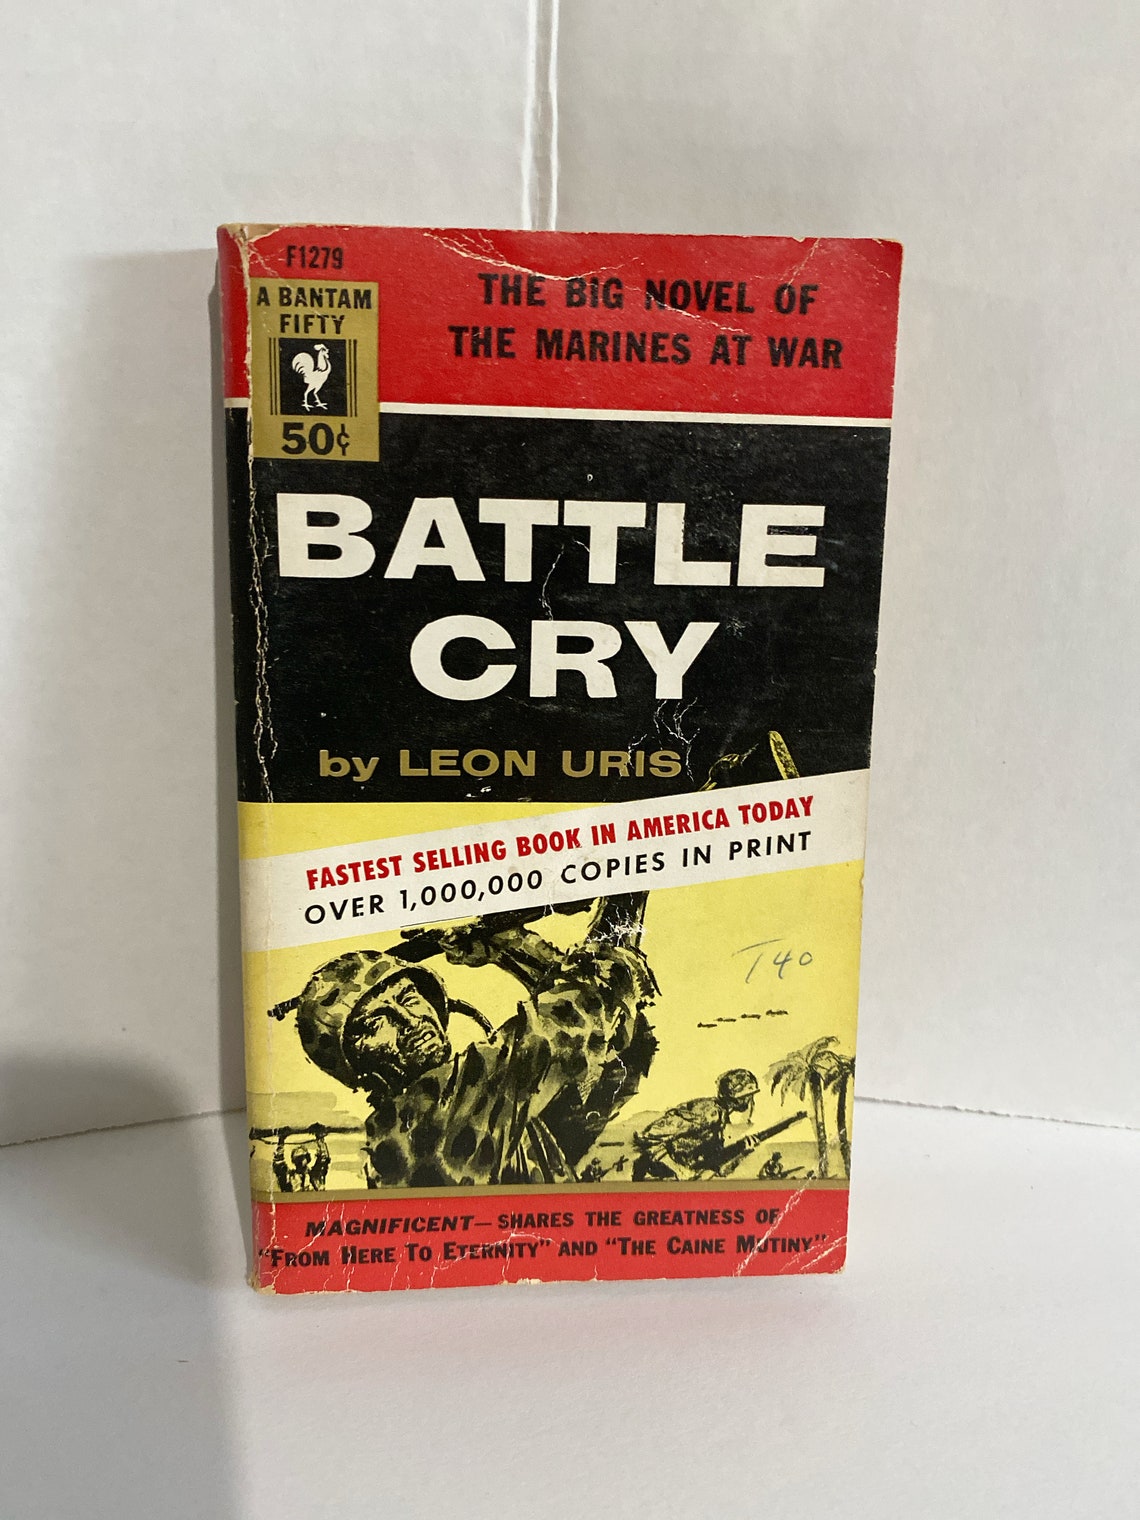 F1279
A BANTAM
FIFTY
50¢
THE BIG NOVEL OF
THE MARINES AT WAR
BATTLE
CRY
by LEON URIS
FASTEST SELLING BOOK IN AMERICA TODAY
OVER 1,000,000 COPIES IN PRINT
T40
MAGNIFICENT—SHARES THE GREATNESS OF
"FROM HERE TO ETERNITY" AND "THE CAINE MUTINY"